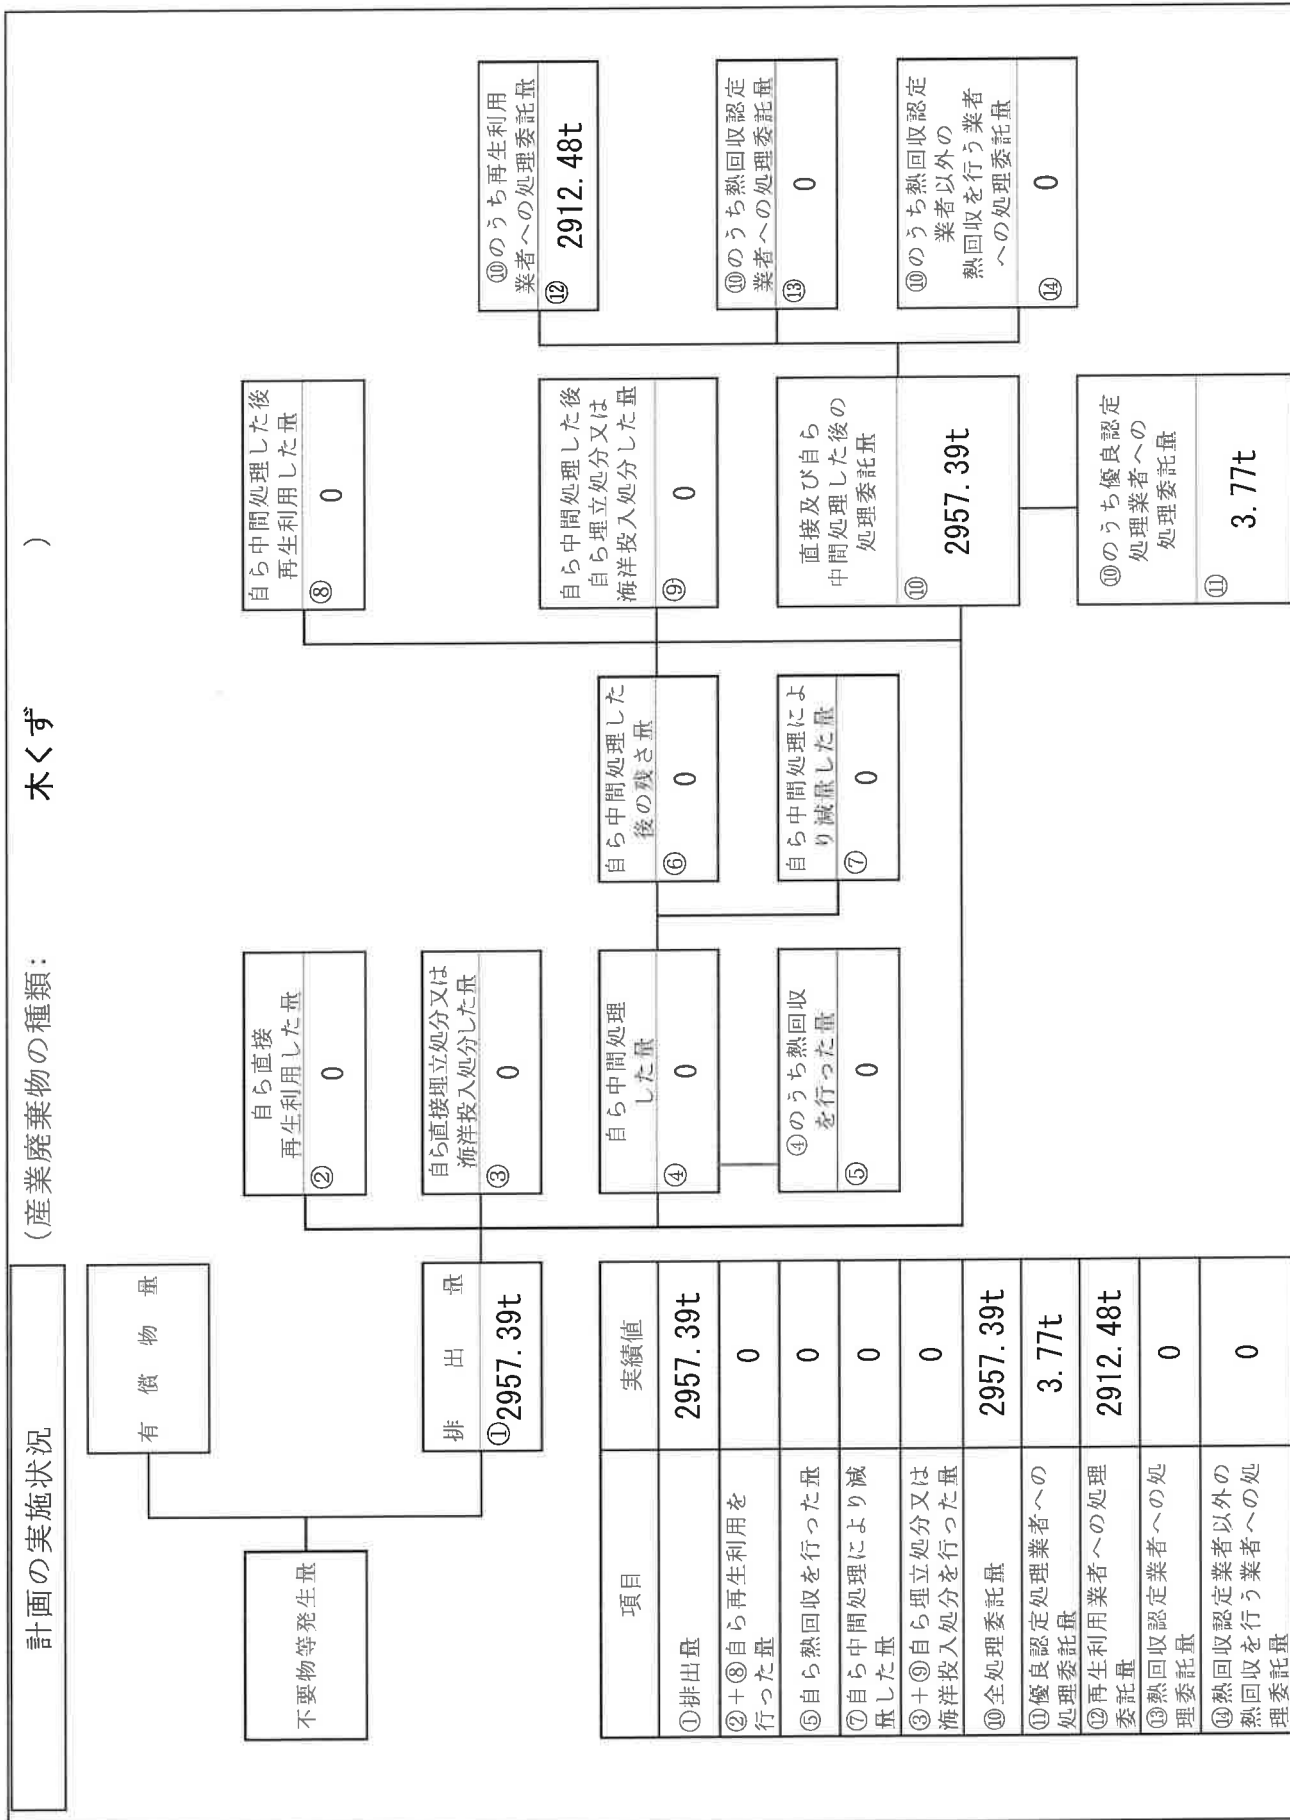 計画の実施状況
(産業廃棄物の種類: 木くず )
不要物等発生量
有償物量
排出量
①2957.39t
自ら直接
再生利用した量
② 0
自ら直接埋立処分又は
海洋投入処分した量
③ 0
自ら中間処理
した量
④ 0
④のうち熱回収
を行った量
⑤ 0
自ら中間処理した
後の残さ量
⑥ 0
自ら中間処理によ
り減量した量
⑦ 0
自ら中間処理した後
再生利用した量
⑧ 0
自ら中間処理した後
自ら埋立処分又は
海洋投入処分した量
⑨ 0
直接及び自ら
中間処理した後の
処理委託量
⑩ 2957.39t
⑩のうち優良認定
処理業者への
処理委託量
⑪ 3.77t
⑩のうち再生利用
業者への処理委託量
⑫ 2912.48t
⑩のうち熱回収認定
業者への処理委託量
⑬ 0
⑩のうち熱回収認定
業者以外の
熱回収を行う業者
への処理委託量
⑭ 0
項目 実績値
①排出量 2957.39t
②+⑧自ら再生利用を
行った量 0
⑤自ら熱回収を行った量 0
⑦自ら中間処理により減
量した量 0
③+⑨自ら埋立処分又は
海洋投入処分を行った量 0
⑩全処理委託量 2957.39t
⑪優良認定処理業者への
処理委託量 3.77t
⑫再生利用業者への処理
委託量 2912.48t
⑬熱回収認定業者への処
理委託量 0
⑭熱回収認定業者以外の
熱回収を行う業者への処
理委託量 0